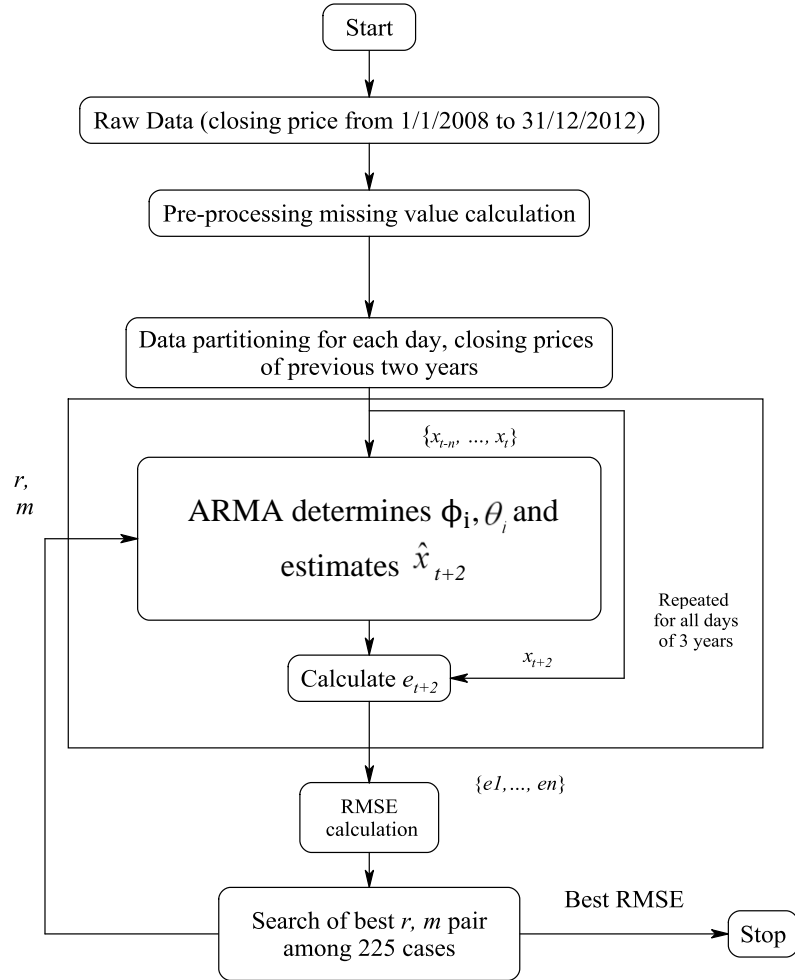 Start
Raw Data (closing price from 1/1/2008 to 31/12/2012)
Pre-processing missing value calculation
Data partitioning for each day, closing prices
of previous two years
{x_{t-n}, ..., x_t}
r,
m
ARMA determines ϕ_i, θ_i and
estimates x̂_{t+2}
Repeated
for all days
of 3 years
x_{t+2}
Calculate e_{t+2}
{e1,..., en}
RMSE
calculation
Best RMSE
Search of best r, m pair
among 225 cases
Stop